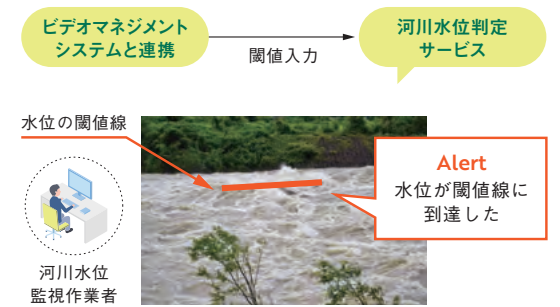 ビデオマネジメント
システムと連携
閾値入力
河川水位判定
サービス
水位の閾値線
Alert
水位が閾値線に
到達した
河川水位
監視作業者